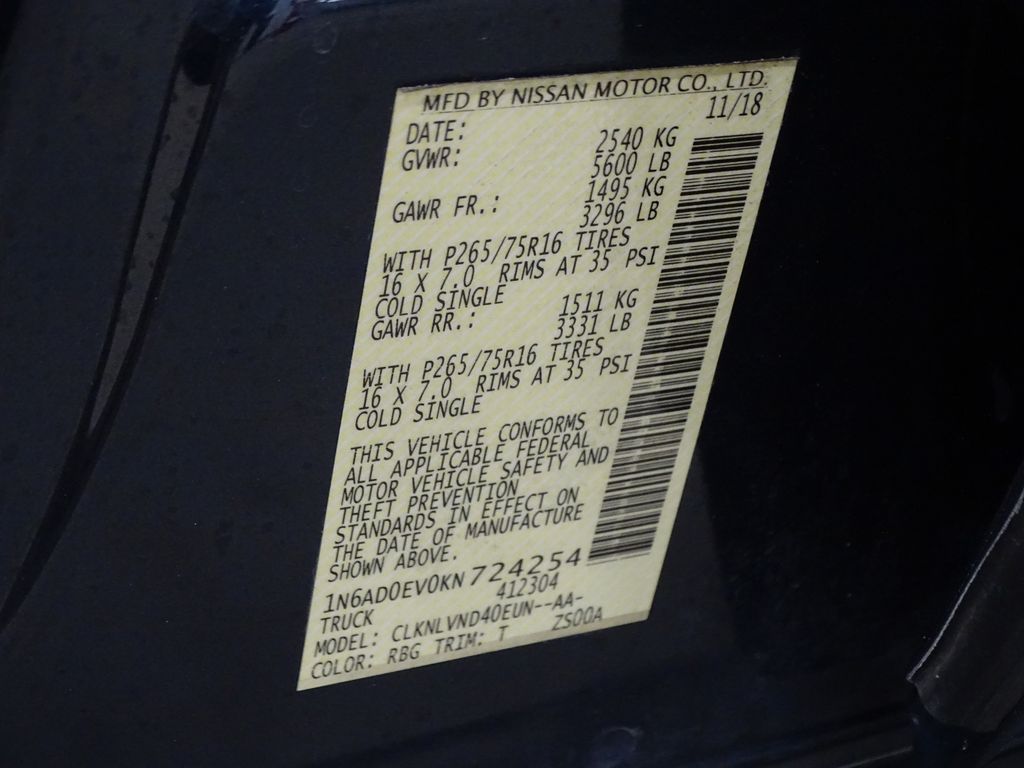 MFD BY NISSAN MOTOR CO., LTD.
DATE: 11/18
GVWR: 2540 KG
5600 LB
GAWR FR.: 1495 KG
3296 LB
WITH P265/75R16 TIRES
16 X 7.0 RIMS AT 35 PSI
COLD SINGLE
GAWR RR.: 1511 KG
3331 LB
WITH P265/75R16 TIRES
16 X 7.0 RIMS AT 35 PSI
COLD SINGLE
THIS VEHICLE CONFORMS TO
ALL APPLICABLE FEDERAL
MOTOR VEHICLE SAFETY AND
THEFT PREVENTION
STANDARDS IN EFFECT ON
THE DATE OF MANUFACTURE
SHOWN ABOVE.
1N6AD0EV0KN724254
TRUCK 412304
MODEL: CLKNLVND40EUN--AA-
COLOR: RBG TRIM: T ZS00A